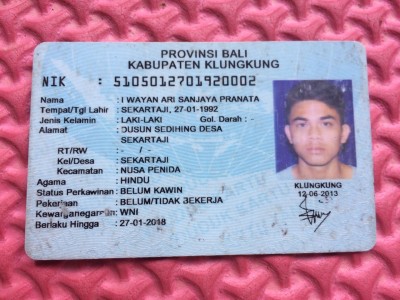 PROVINSI BALI
KABUPATEN KLUNGKUNG
NIK : 5105012701920002
Nama : I WAYAN ARI SANJAYA PRANATA
Tempat/Tgl Lahir : SEKARTAJI, 27-01-1992
Jenis Kelamin : LAKI-LAKI Gol. Darah : -
Alamat : DUSUN SEDIHING DESA
SEKARTAJI
RT/RW : - / -
Kel/Desa : SEKARTAJI
Kecamatan : NUSA PENIDA
Agama : HINDU
Status Perkawinan : BELUM KAWIN
Pekerjaan : BELUM/TIDAK BEKERJA
Kewarganegaraan : WNI
Berlaku Hingga : 27-01-2018
KLUNGKUNG
12-06-2013